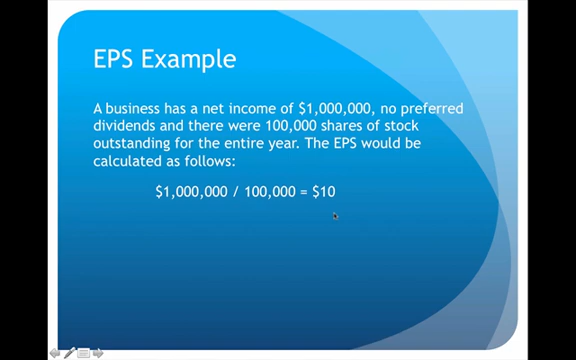 EPS Example
A business has a net income of $1,000,000, no preferred
dividends and there were 100,000 shares of stock
outstanding for the entire year. The EPS would be
calculated as follows:
$1,000,000 / 100,000 = $10